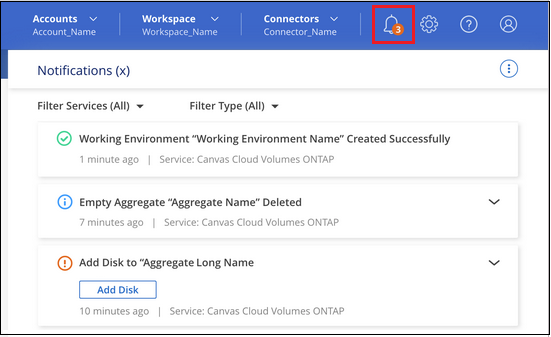 Accounts Workspace Connectors
Account_Name Workspace_Name Connector_Name 3
Notifications (x)
Filter Services (All) Filter Type (All)
Working Environment “Working Environment Name” Created Successfully
1 minute ago | Service: Canvas Cloud Volumes ONTAP
Empty Aggregate “Aggregate Name” Deleted
7 minutes ago | Service: Canvas Cloud Volumes ONTAP
Add Disk to “Aggregate Long Name
Add Disk
10 minutes ago | Service: Canvas Cloud Volumes ONTAP